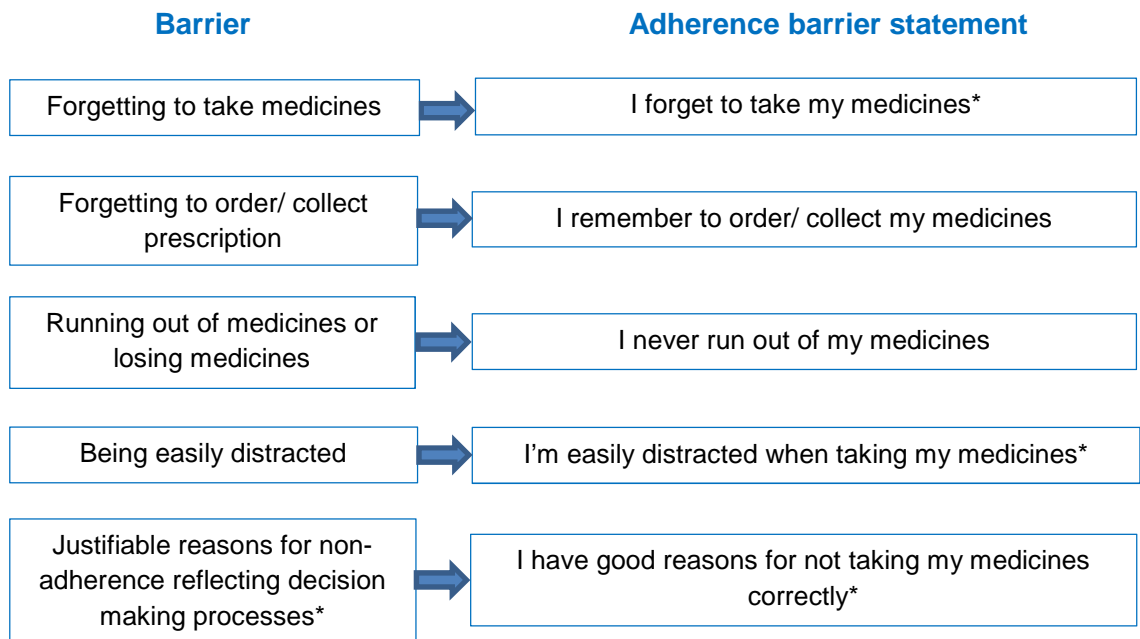 Barrier
Adherence barrier statement
Forgetting to take medicines
I forget to take my medicines*
Forgetting to order/ collect
prescription
I remember to order/ collect my medicines
Running out of medicines or
losing medicines
I never run out of my medicines
Being easily distracted
I’m easily distracted when taking my medicines*
Justifiable reasons for non-
adherence reflecting decision
making processes*
I have good reasons for not taking my medicines
correctly*